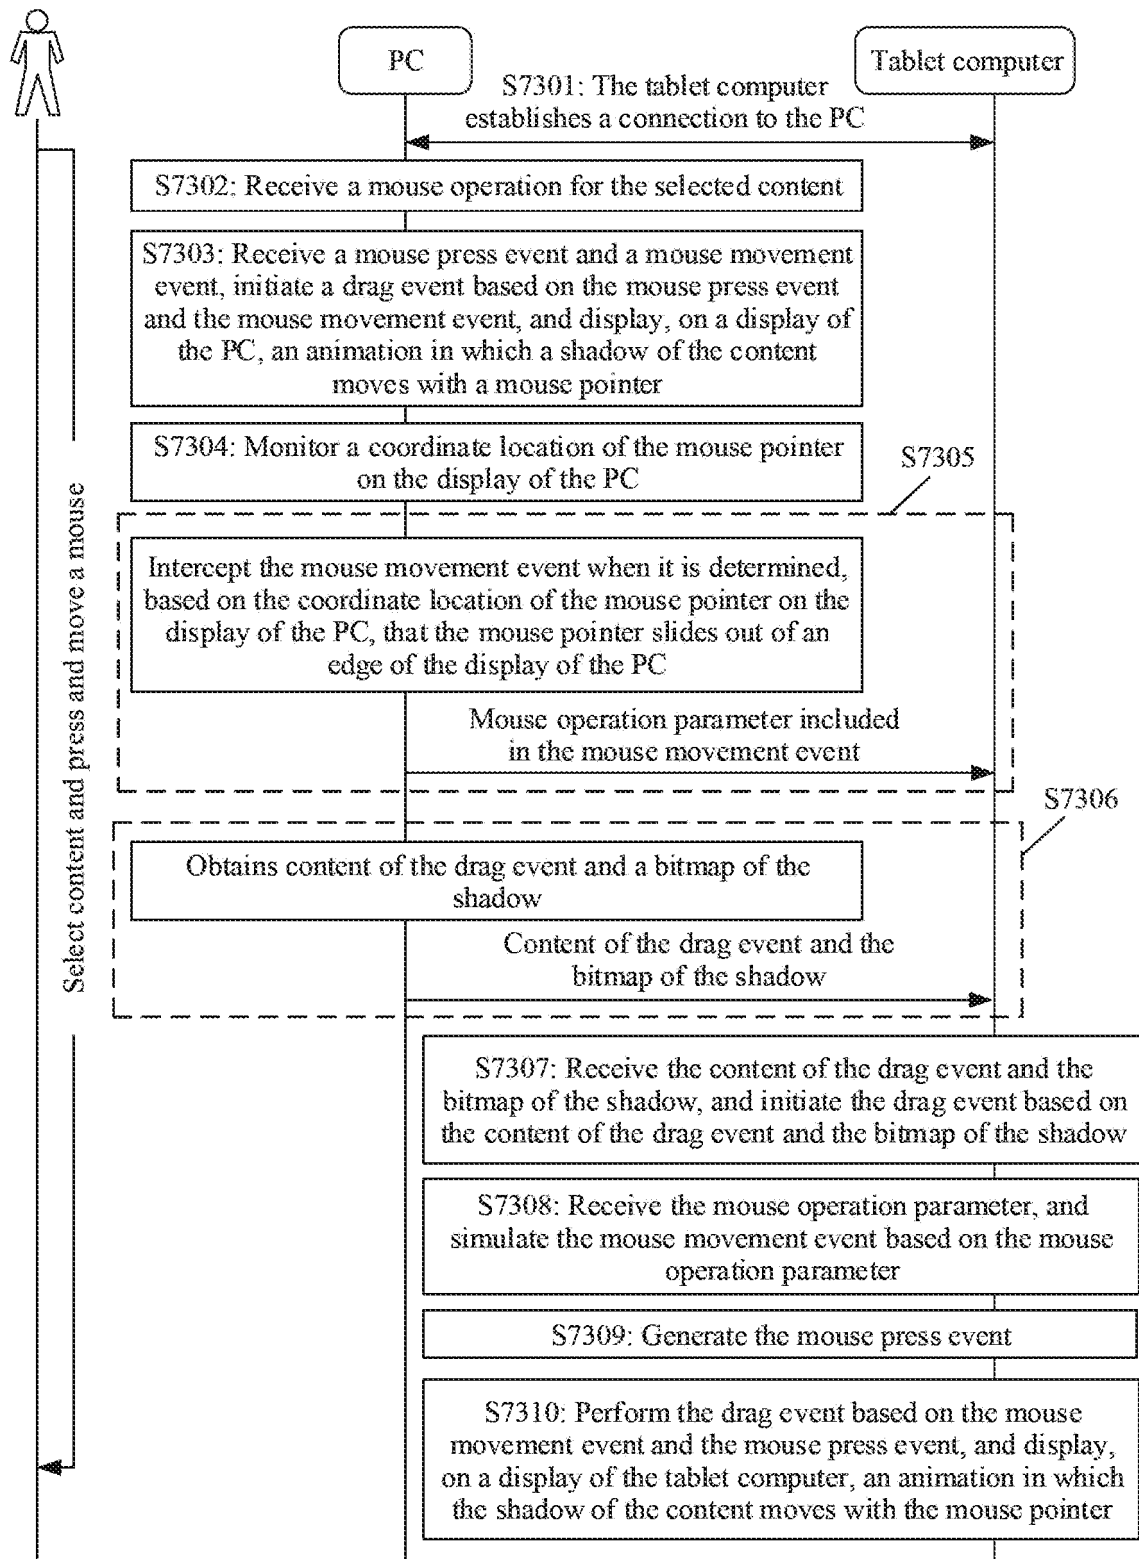 PC
Tablet computer
S7301: The tablet computer
establishes a connection to the PC
S7302: Receive a mouse operation for the selected content
S7303: Receive a mouse press event and a mouse movement
event, initiate a drag event based on the mouse press event
and the mouse movement event, and display, on a display of
the PC, an animation in which a shadow of the content
moves with a mouse pointer
S7304: Monitor a coordinate location of the mouse pointer
on the display of the PC
S7305
Select content and press and move a mouse
Intercept the mouse movement event when it is determined,
based on the coordinate location of the mouse pointer on the
display of the PC, that the mouse pointer slides out of an
edge of the display of the PC
Mouse operation parameter included
in the mouse movement event
S7306
Obtains content of the drag event and a bitmap of the
shadow
Content of the drag event and the
bitmap of the shadow
S7307: Receive the content of the drag event and the
bitmap of the shadow, and initiate the drag event based on
the content of the drag event and the bitmap of the shadow
S7308: Receive the mouse operation parameter, and
simulate the mouse movement event based on the mouse
operation parameter
S7309: Generate the mouse press event
S7310: Perform the drag event based on the mouse
movement event and the mouse press event, and display,
on a display of the tablet computer, an animation in which
the shadow of the content moves with the mouse pointer